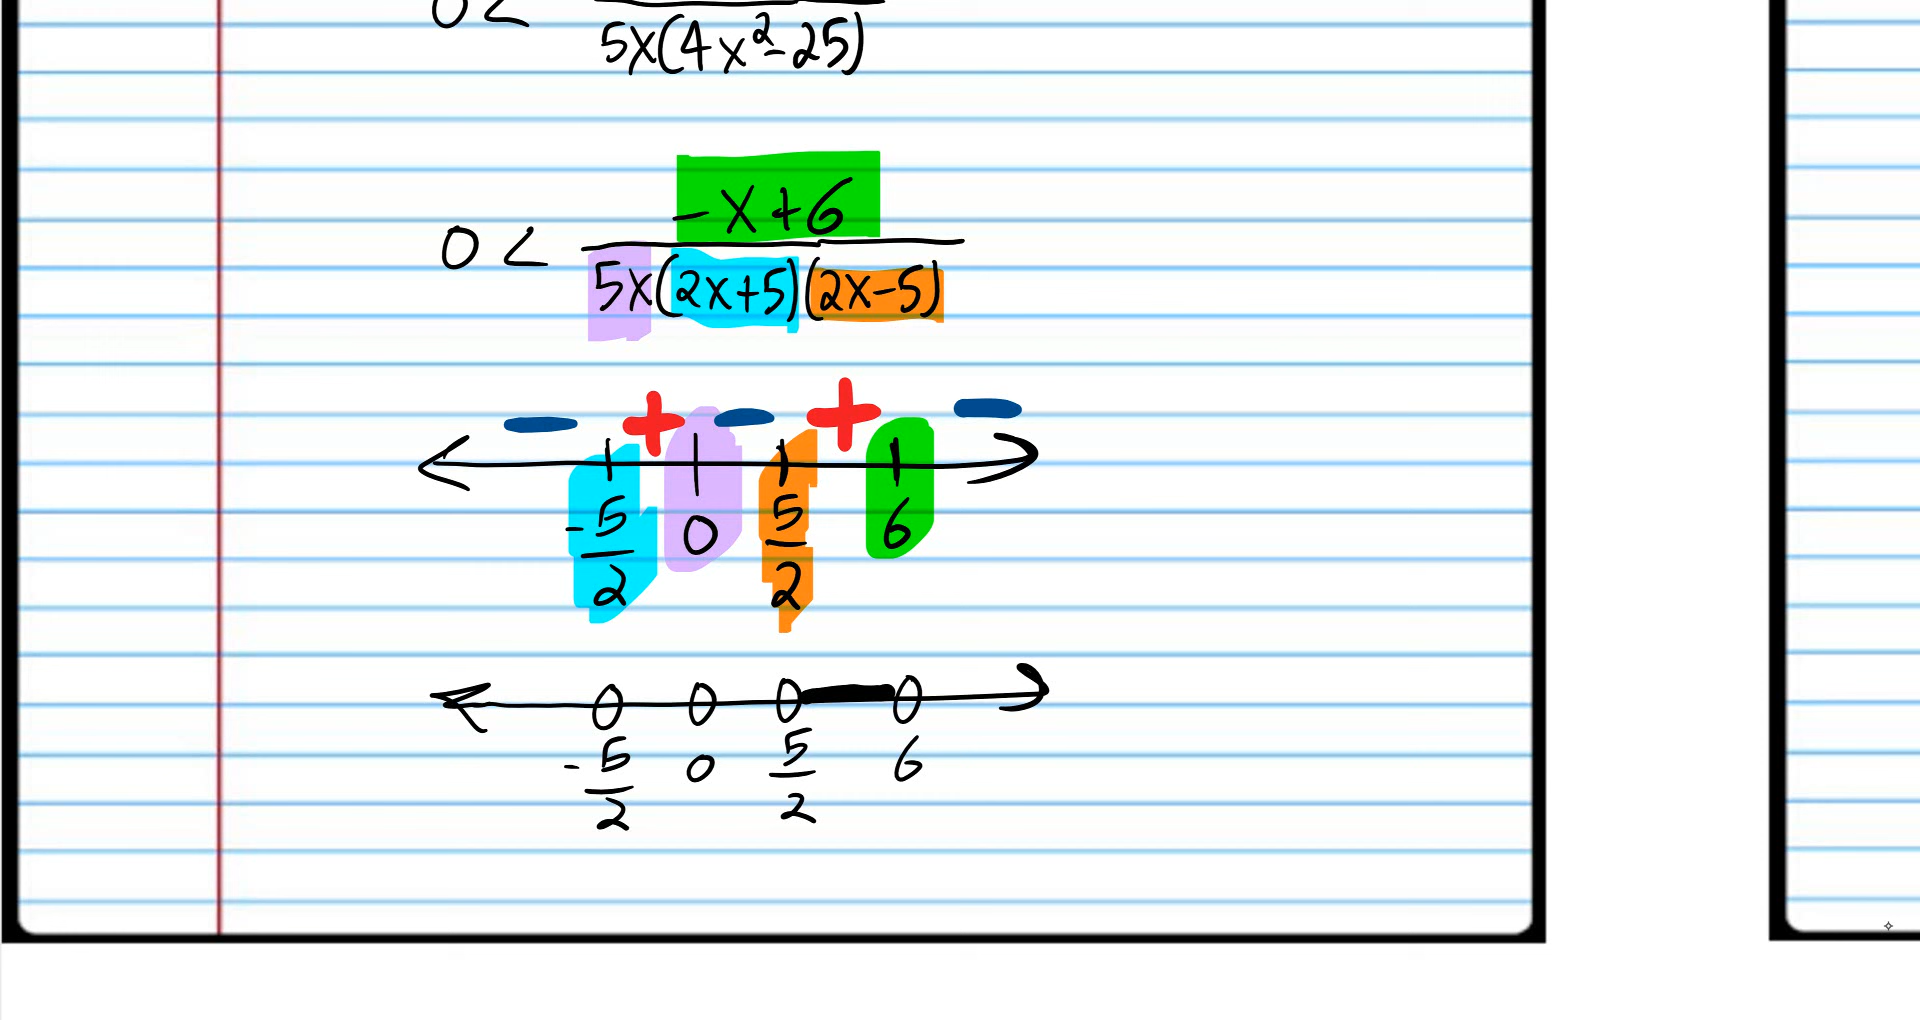 0 <
5x(4x²-25)
-x+6
0 <
5x(2x+5)(2x-5)
- + - + -
-5/2 0 5/2 6
-5/2 0 5/2 6